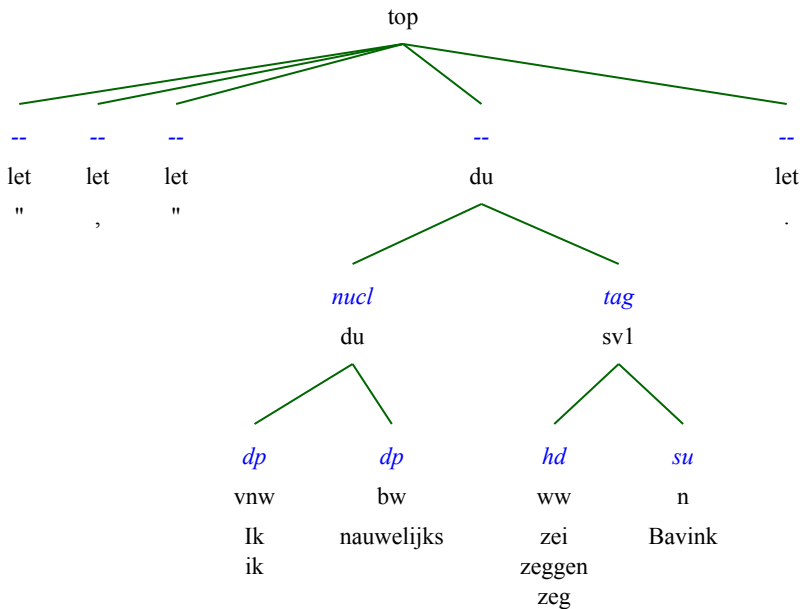 top
-- -- -- -- --
let let let du let
" , " .
nucl tag
du sv1
dp dp hd su
vnw bw ww n
Ik nauwelijks zei Bavink
ik zeggen
zeg